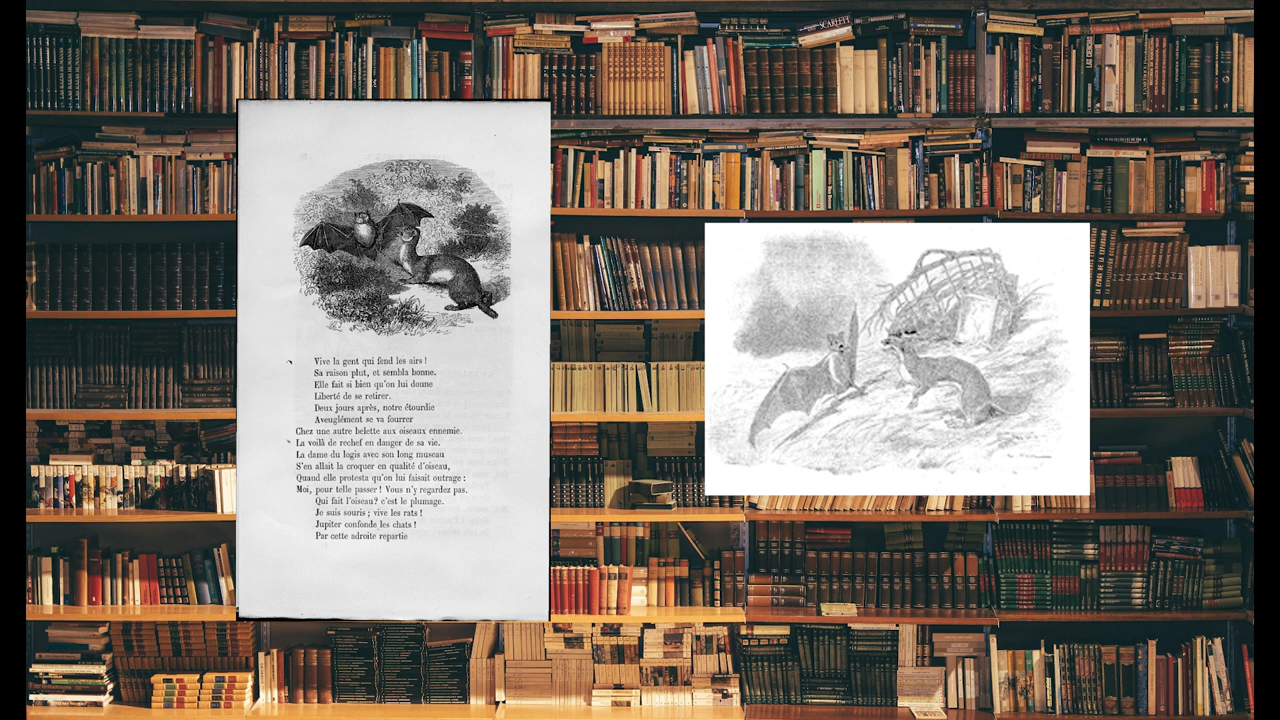 SCARLETT
Vive la gent qui fend les airs !
Sa raison plut, et sembla bonne.
Elle fait si bien qu'on lui donne
Liberté de se retirer.
Deux jours après, notre étourdie
Aveuglément se va fourrer
Chez une autre belette aux oiseaux ennemie.
La voilà de rechef en danger de sa vie.
La dame du logis avec son long museau
S'en allait la croquer en qualité d'oiseau,
Quand elle protesta qu'on lui faisait outrage :
Moi, pour telle passer ! Vous n'y regardez pas.
Qui fait l'oiseau? c'est le plumage.
Je suis souris ; vive les rats !
Jupiter confonde les chats !
Par cette adroite repartie